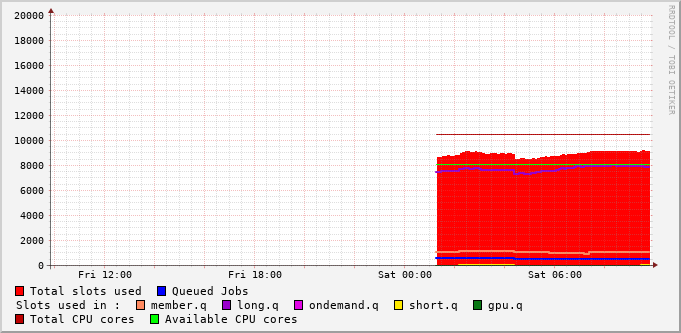 RRDTOOL / TOBI OETIKER
20000
18000
16000
14000
12000
10000
8000
6000
4000
2000
0
Fri 12:00 Fri 18:00 Sat 00:00 Sat 06:00
Total slots used Queued Jobs
Slots used in : member.q long.q ondemand.q short.q gpu.q
Total CPU cores Available CPU cores